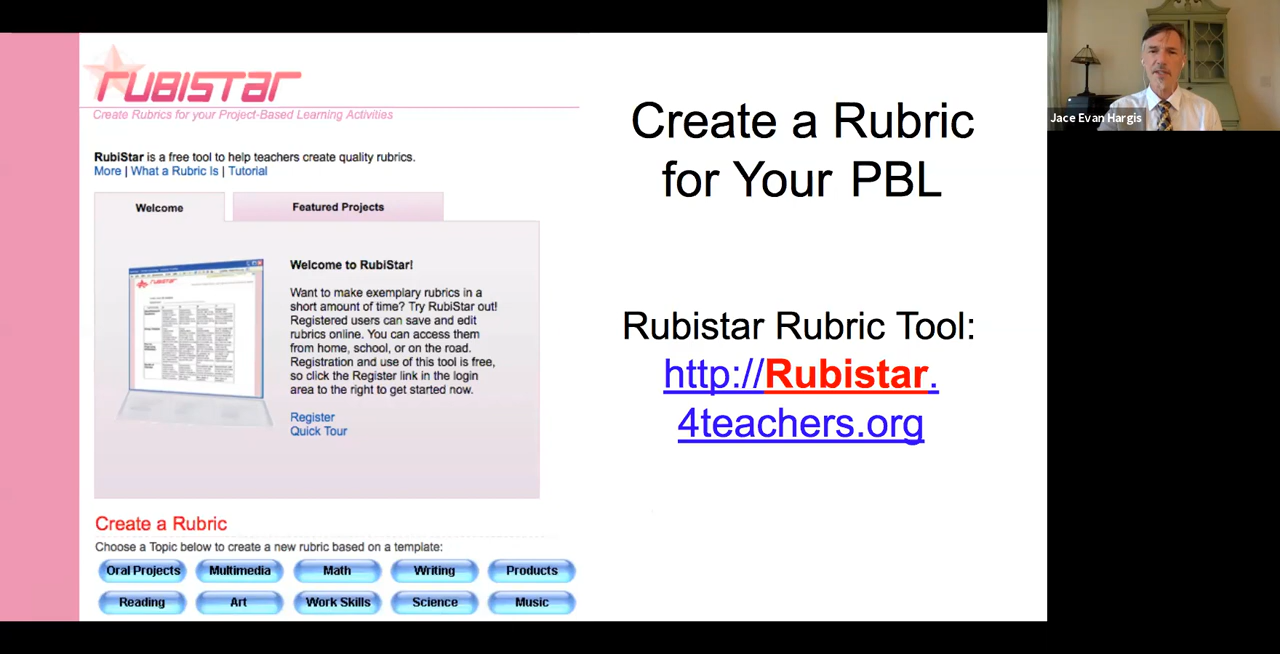 RUBISTAR
Create Rubrics for your Project-Based Learning Activities
RubiStar is a free tool to help teachers create quality rubrics.
More | What a Rubric Is | Tutorial
Welcome
Featured Projects
Welcome to RubiStar!
Want to make exemplary rubrics in a
short amount of time? Try RubiStar out!
Registered users can save and edit
rubrics online. You can access them
from home, school, or on the road.
Registration and use of this tool is free,
so click the Register link in the login
area to the right to get started now.
Register
Quick Tour
Create a Rubric
Choose a Topic below to create a new rubric based on a template:
Oral Projects Multimedia Math Writing Products
Reading Art Work Skills Science Music
Create a Rubric
for Your PBL
Rubistar Rubric Tool:
http://Rubistar.
4teachers.org
Jace Evan Hargis